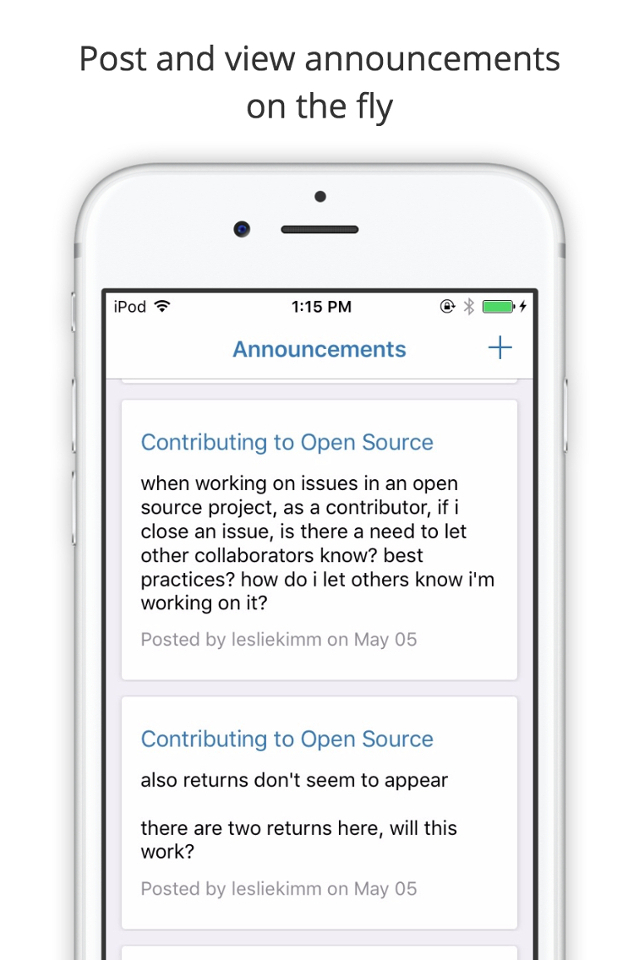 Post and view announcements
on the fly
iPod
1:15 PM
Announcements
Contributing to Open Source
when working on issues in an open
source project, as a contributor, if i
close an issue, is there a need to let
other collaborators know? best
practices? how do i let others know i'm
working on it?
Posted by lesliekimm on May 05
Contributing to Open Source
also returns don't seem to appear
there are two returns here, will this
work?
Posted by lesliekimm on May 05